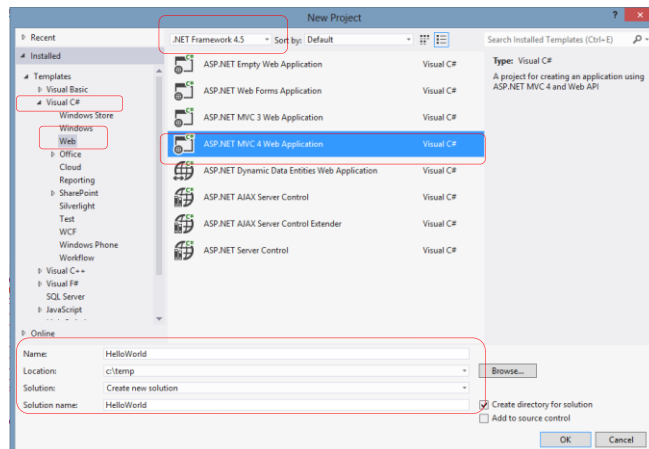 New Project
? ×
Recent
.NET Framework 4.5
Sort by: Default
Search Installed Templates (Ctrl+E)
Installed
Templates
Visual Basic
Visual C#
Windows Store
Windows
Web
Office
Cloud
Reporting
SharePoint
Silverlight
Test
WCF
Windows Phone
Workflow
Visual C++
Visual F#
SQL Server
JavaScript
Online
ASP.NET Empty Web Application Visual C#
ASP.NET Web Forms Application Visual C#
ASP.NET MVC 3 Web Application Visual C#
ASP.NET MVC 4 Web Application Visual C#
ASP.NET Dynamic Data Entities Web Application Visual C#
ASP.NET AJAX Server Control Visual C#
ASP.NET AJAX Server Control Extender Visual C#
ASP.NET Server Control Visual C#
Type: Visual C#
A project for creating an application using
ASP.NET MVC 4 and Web API
Name: HelloWorld
Location: c:\temp
Browse...
Solution: Create new solution
Solution name: HelloWorld
Create directory for solution
Add to source control
OK Cancel